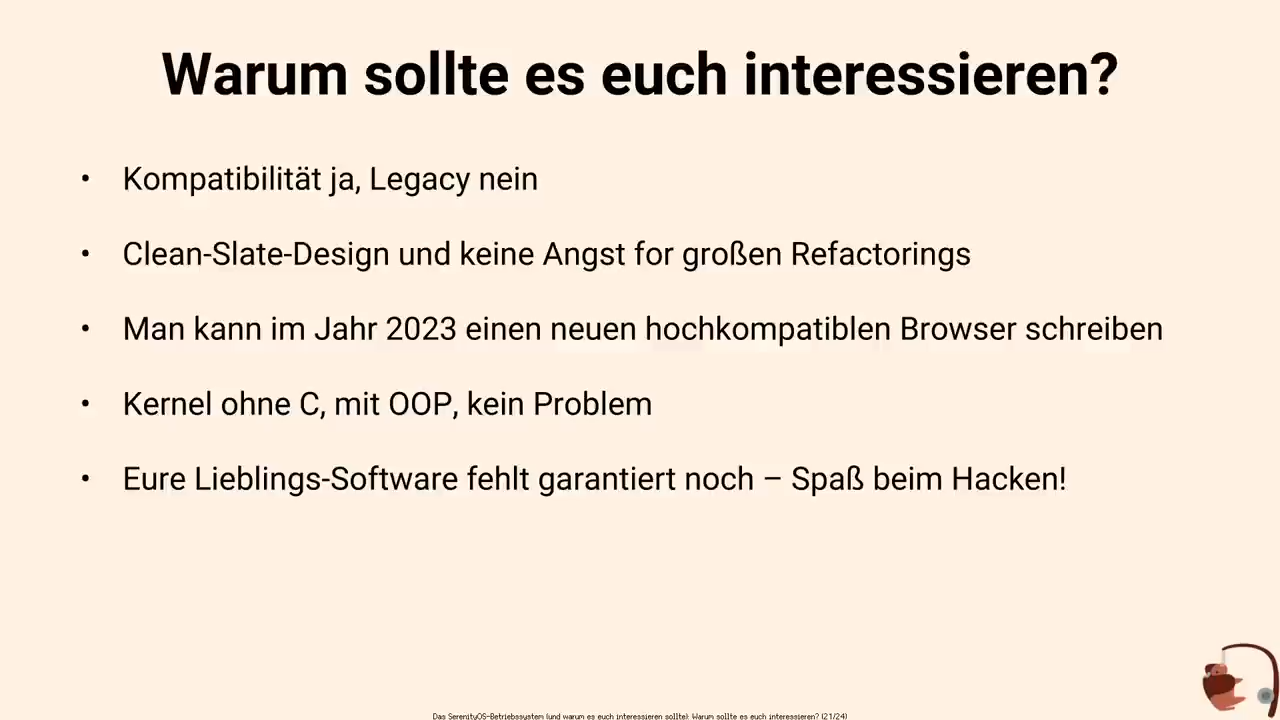 Warum sollte es euch interessieren?
• Kompatibilität ja, Legacy nein
• Clean-Slate-Design und keine Angst for großen Refactorings
• Man kann im Jahr 2023 einen neuen hochkompatiblen Browser schreiben
• Kernel ohne C, mit OOP, kein Problem
• Eure Lieblings-Software fehlt garantiert noch – Spaß beim Hacken!
Das SerenityOS-Betriebssystem (und warum es euch interessieren sollte): Warum sollte es euch interessieren? (21/24)